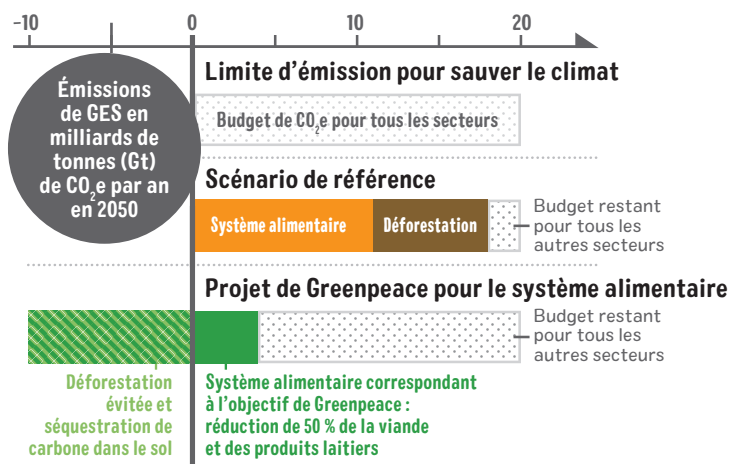 -10 0 10 20
Émissions
de GES en
milliards de
tonnes (Gt)
de CO₂e par an
en 2050
Limite d'émission pour sauver le climat
Budget de CO₂e pour tous les secteurs
Scénario de référence
Système alimentaire
Déforestation
Budget restant
pour tous les
autres secteurs
Projet de Greenpeace pour le système alimentaire
Budget restant
pour tous les
autres secteurs
Déforestation
évitée et
séquestration de
carbone dans le sol
Système alimentaire correspondant
à l'objectif de Greenpeace :
réduction de 50 % de la viande
et des produits laitiers